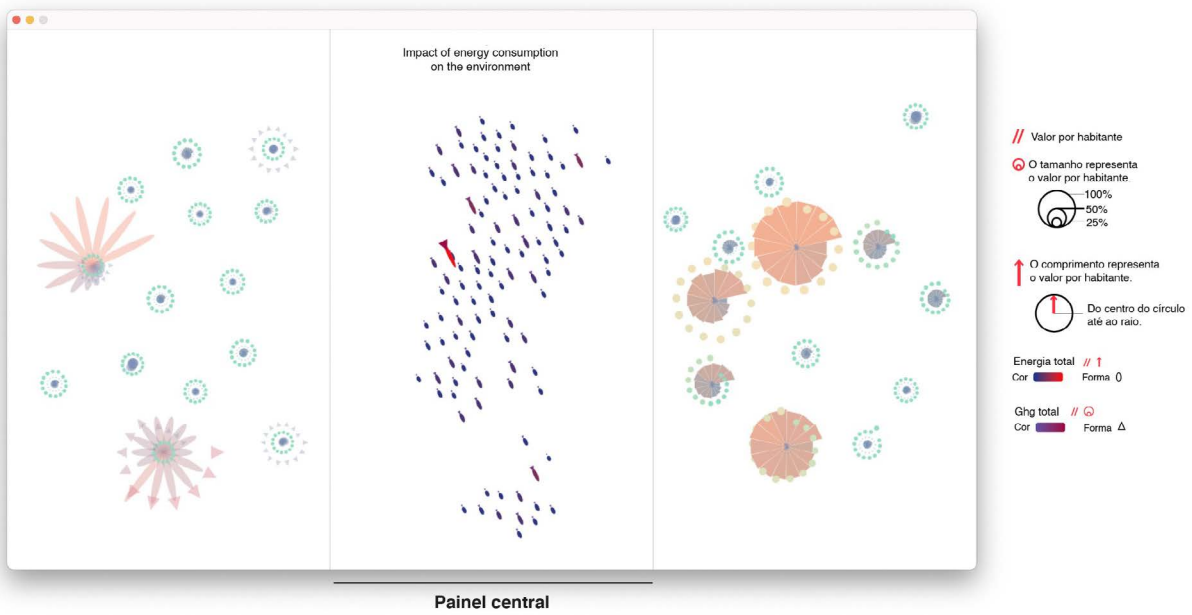 Impact of energy consumption
on the environment
// Valor por habitante
O tamanho representa
o valor por habitante.
100%
50%
25%
O comprimento representa
o valor por habitante.
Do centro do círculo
até ao raio.
Energia total //
Cor Forma 0
Ghg total //
Cor Forma Δ
Painel central